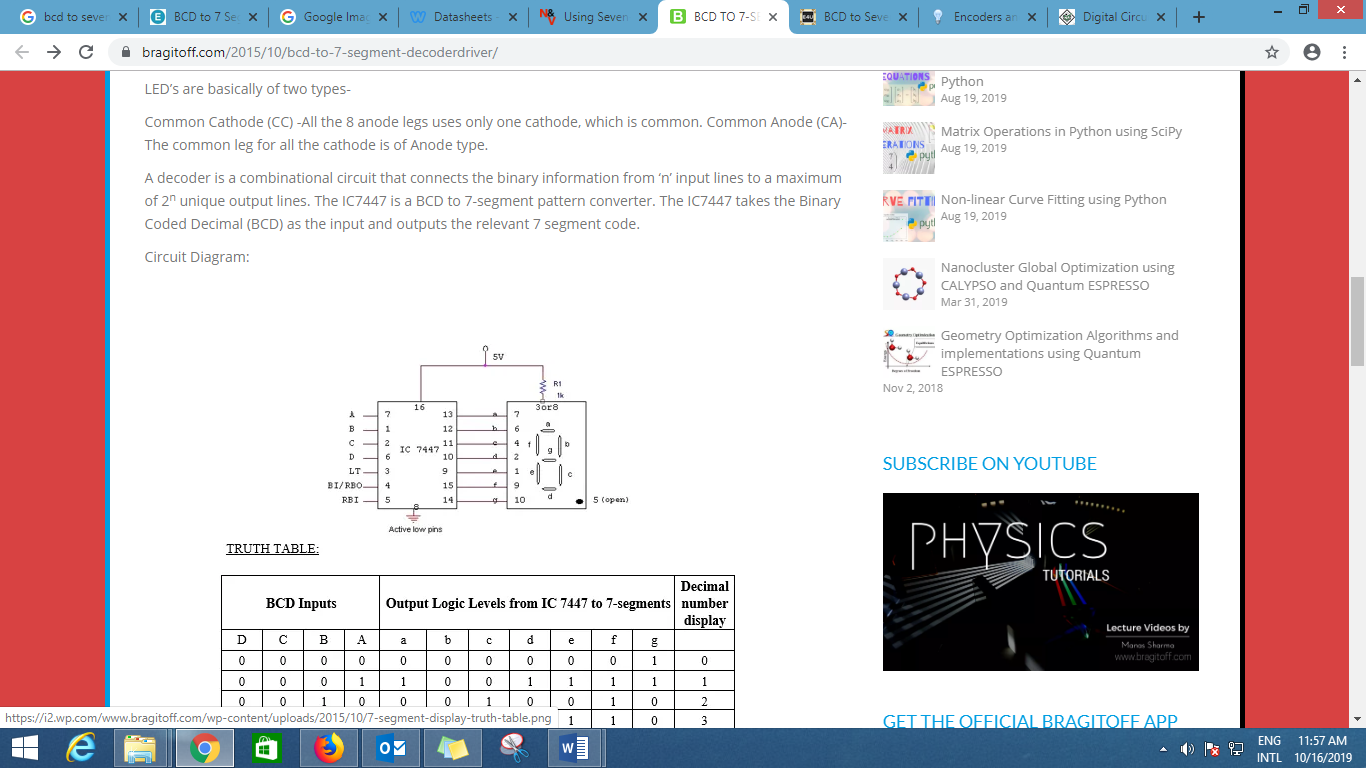 bcd to sever
BCD to 7 Se
Google Imag
Datasheets -
Using Seven
BCD TO 7-SE
BCD to Seve
Encoders an
Digital Circu
bragitoff.com/2015/10/bcd-to-7-segment-decoderdriver/
LED's are basically of two types-
Common Cathode (CC) -All the 8 anode legs uses only one cathode, which is common. Common Anode (CA)-
The common leg for all the cathode is of Anode type.
A decoder is a combinational circuit that connects the binary information from 'n' input lines to a maximum
of 2ⁿ unique output lines. The IC7447 is a BCD to 7-segment pattern converter. The IC7447 takes the Binary
Coded Decimal (BCD) as the input and outputs the relevant 7 segment code.
Circuit Diagram:
5V
R1
1k
16 3or8
A 7 13 a 7
B 1 12 b 6
C 2 11 c 4
D 6 10 d 2
LT 3 9 e 1
BI/RBO 4 15 f 9
RBI 5 14 g 10
IC 7447
a
f b
g
e c
d
8
5 (open)
Active low pins
TRUTH TABLE:
BCD Inputs Output Logic Levels from IC 7447 to 7-segments Decimal number display
D C B A a b c d e f g
0 0 0 0 0 0 0 0 0 0 1 0
0 0 0 1 1 0 0 1 1 1 1 1
0 0 1 0 0 0 1 0 0 1 0 2
1 1 0 3
https://i2.wp.com/www.bragitoff.com/wp-content/uploads/2015/10/7-segment-display-truth-table.png
EQUATIONS
Python
Aug 19, 2019
Matrix Operations in Python using SciPy
Aug 19, 2019
Non-linear Curve Fitting using Python
Aug 19, 2019
Nanocluster Global Optimization using
CALYPSO and Quantum ESPRESSO
Mar 31, 2019
Geometry Optimization Algorithms and
implementations using Quantum
ESPRESSO
Nov 2, 2018
SUBSCRIBE ON YOUTUBE
PHYSICS
TUTORIALS
Lecture Videos by
Manas Sharma
www.bragitoff.com
GET THE OFFICIAL BRAGITOFF APP
ENG 11:57 AM
INTL 10/16/2019